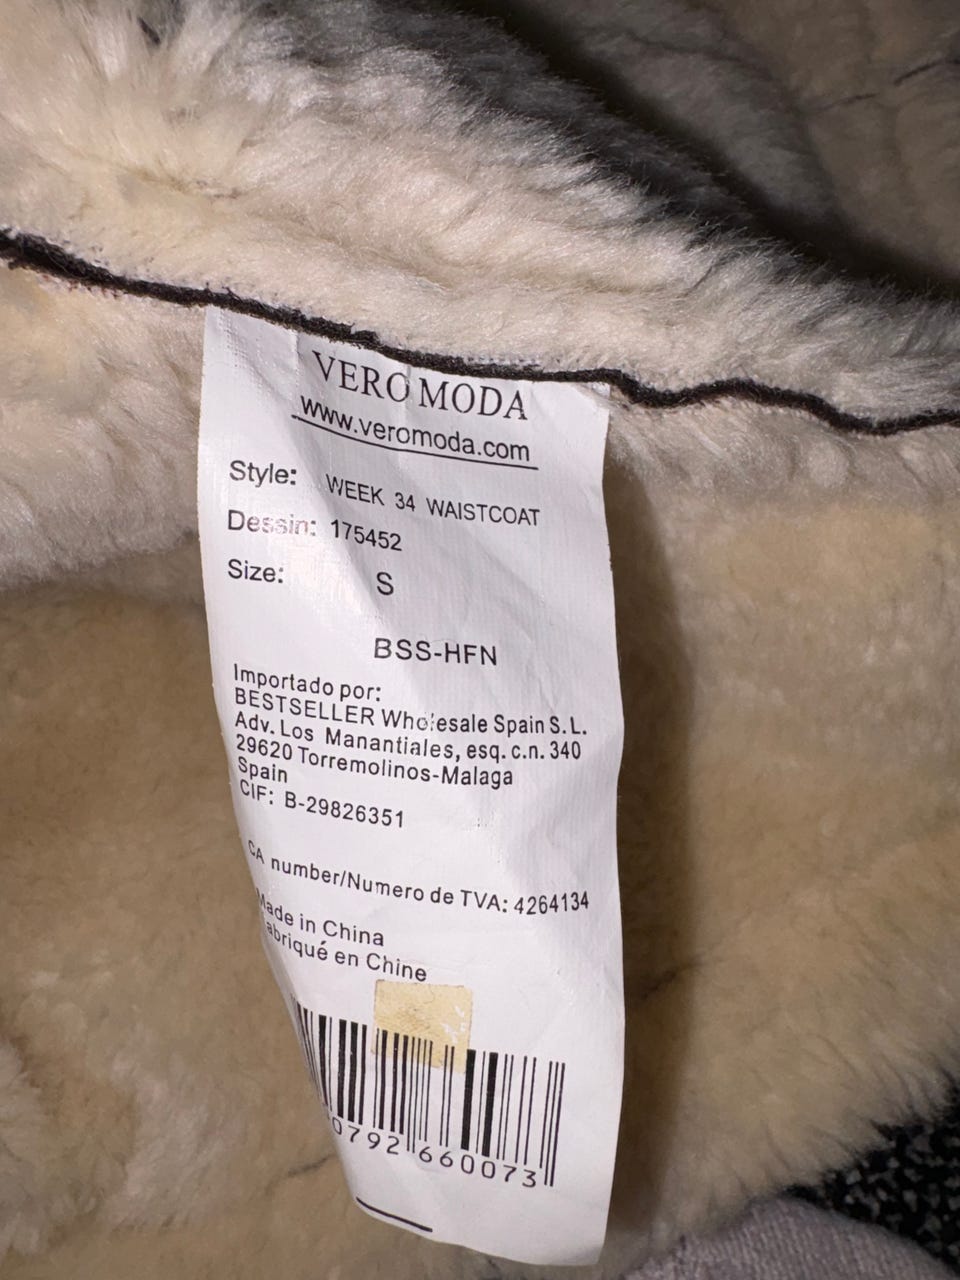 VERO MODA
www.veromoda.com
Style: WEEK 34 WAISTCOAT
Dessin: 175452
Size: S
BSS-HFN
Importado por:
BESTSELLER Wholesale Spain S.L.
Adv. Los Manantiales, esq. c.n. 340
29620 Torremolinos-Malaga
Spain
CIF: B-29826351
CA number/Numero de TVA: 4264134
Made in China
abriqué en Chine
0792 660073